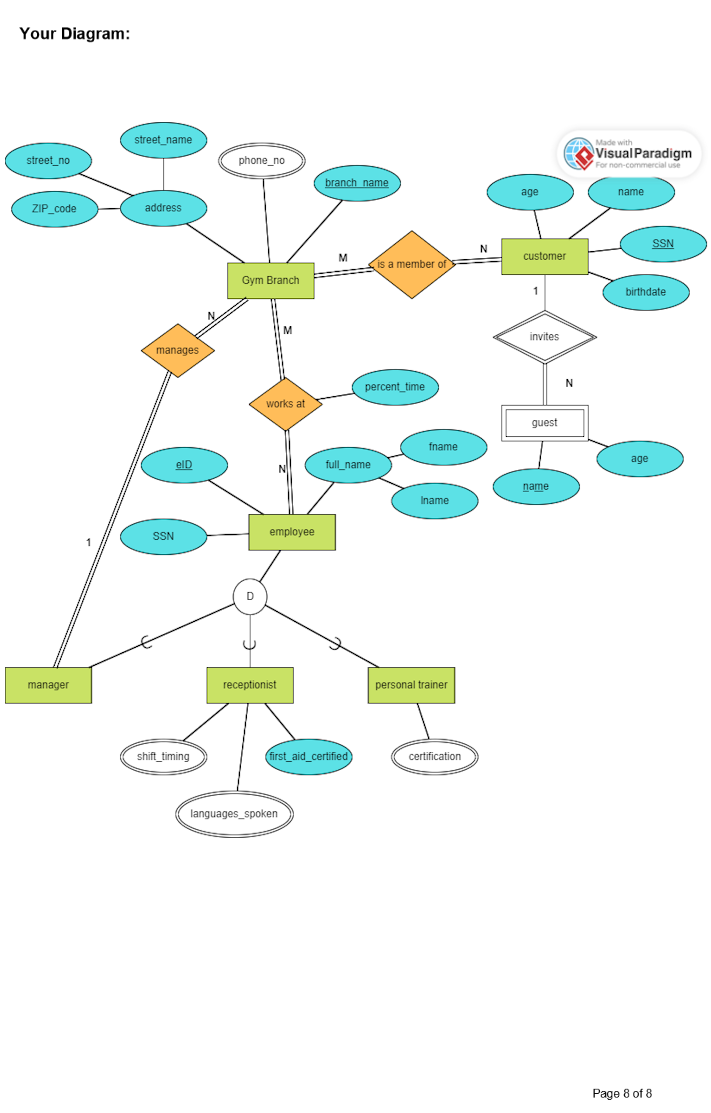 Your Diagram:
Made with
VisualParadigm
For non-commercial use
street_name
street_no
phone_no
branch_name
age
name
ZIP_code
address
SSN
M
N
is a member of
customer
Gym Branch
1
birthdate
N
M
invites
manages
N
percent_time
works at
guest
fname
eID
N
full_name
age
name
lname
employee
SSN
1
D
manager
receptionist
personal trainer
shift_timing
first_aid_certified
certification
languages_spoken
Page 8 of 8